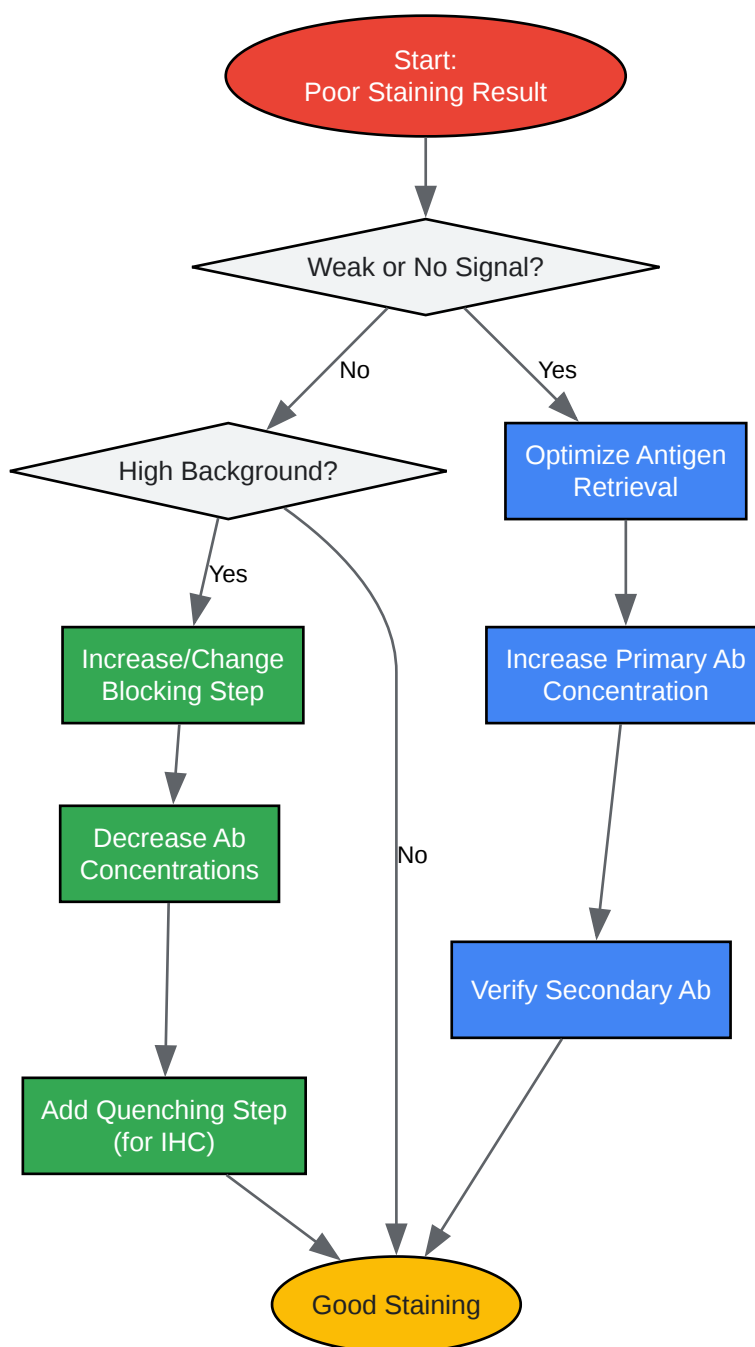 Start:
Poor Staining Result
Weak or No Signal?
No
Yes
High Background?
Optimize Antigen
Retrieval
Yes
Increase/Change
Blocking Step
Increase Primary Ab
Concentration
Decrease Ab
Concentrations
No
Verify Secondary Ab
Add Quenching Step
(for IHC)
Good Staining